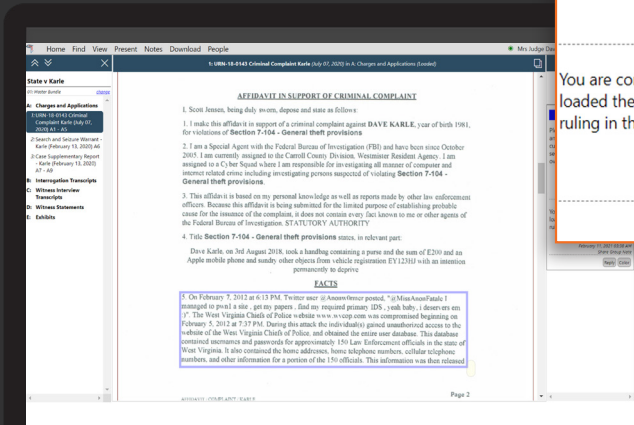 Home Find View Present Notes Download People
Mrs Judge Da
1: URN-18-0143 Criminal Complaint Karle (July 07, 2020) in A: Charges and Applications (Loaded)
State v Karle
01: Master Bundle change
A: Charges and Applications
1: URN-18-0143 Criminal
Complaint Karle (July 07,
2020) A1 - A5
2: Search and Seizure Warrant -
Karle (February 13, 2020) A6
3: Case Supplementary Report
- Karle (February 13, 2020)
A7 - A9
B: Interrogation Transcripts
C: Witness Interview
Transcripts
D: Witness Statements
E: Exhibits
AFFIDAVIT IN SUPPORT OF CRIMINAL COMPLAINT
I, Scott Jensen, being duly sworn, depose and state as follows:
1. I make this affidavit in support of a criminal complaint against DAVE KARLE, year of birth 1981,
for violations of Section 7-104 - General theft provisions
2. I am a Special Agent with the Federal Bureau of Investigation (FBI) and have been since October
2005. I am currently assigned to the Carroll County Division, Westminster Resident Agency. I am
assigned to a Cyber Squad where I am responsible for investigating all manner of computer and
internet related crime including investigating persons suspected of violating Section 7-104 -
General theft provisions.
3. This affidavit is based on my personal knowledge as well as reports made by other law enforcement
officers. Because this affidavit is being submitted for the limited purpose of establishing probable
cause for the issuance of the complaint, it does not contain every fact known to me or other agents of
the Federal Bureau of Investigation. STATUTORY AUTHORITY
4. Title Section 7-104 - General theft provisions states, in relevant part:
Dave Karle, on 3rd August 2018, took a handbag containing a purse and the sum of £200 and an
Apple mobile phone and sundry other objects from vehicle registration EY123HJ with an intention
permanently to deprive
FACTS
5. On February 7, 2012 at 6:13 PM, Twitter user @Anonw0rmer posted, "@MissAnonFatale I
managed to pwn1 a site , get my papers , find my required primary IDS , yeah baby, i deservers em
:)". The West Virginia Chiefs of Police website www.wvcop.com was compromised beginning on
February 5, 2012 at 7:37 PM. During this attack the individual(s) gained unauthorized access to the
website of the West Virginia Chiefs of Police, and obtained the entire user database. This database
contained usernames and passwords for approximately 150 Law Enforcement officials in the state of
West Virginia. It also contained the home addresses, home telephone numbers, cellular telephone
numbers, and other information for a portion of the 150 officials. This information was then released
AFFIDAVIT / COMPLAINT / KARLE
Page 2
You are co
loaded the
ruling in th
February 11, 2021 03:08 AM
Share Group here
Reply Color